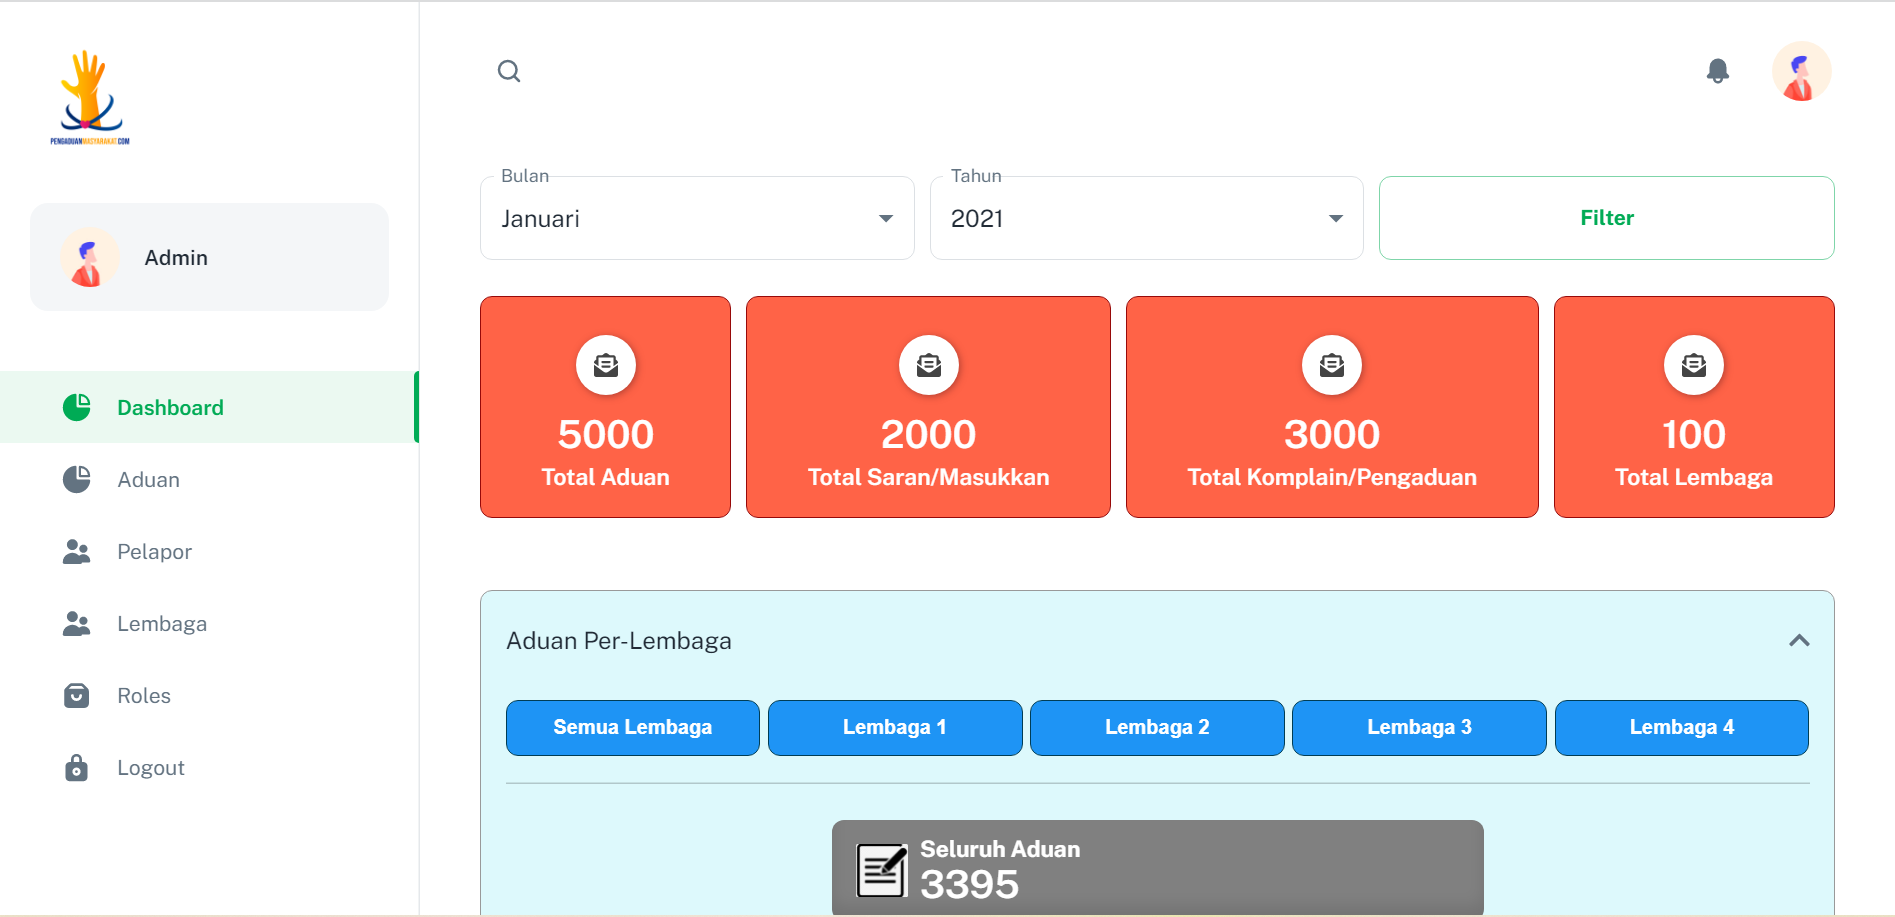 PENGADUANMASYARAKAT.COM
Admin
Dashboard
Aduan
Pelapor
Lembaga
Roles
Logout
Bulan
Januari
Tahun
2021
Filter
5000
Total Aduan
2000
Total Saran/Masukkan
3000
Total Komplain/Pengaduan
100
Total Lembaga
Aduan Per-Lembaga
Semua Lembaga
Lembaga 1
Lembaga 2
Lembaga 3
Lembaga 4
Seluruh Aduan
3395